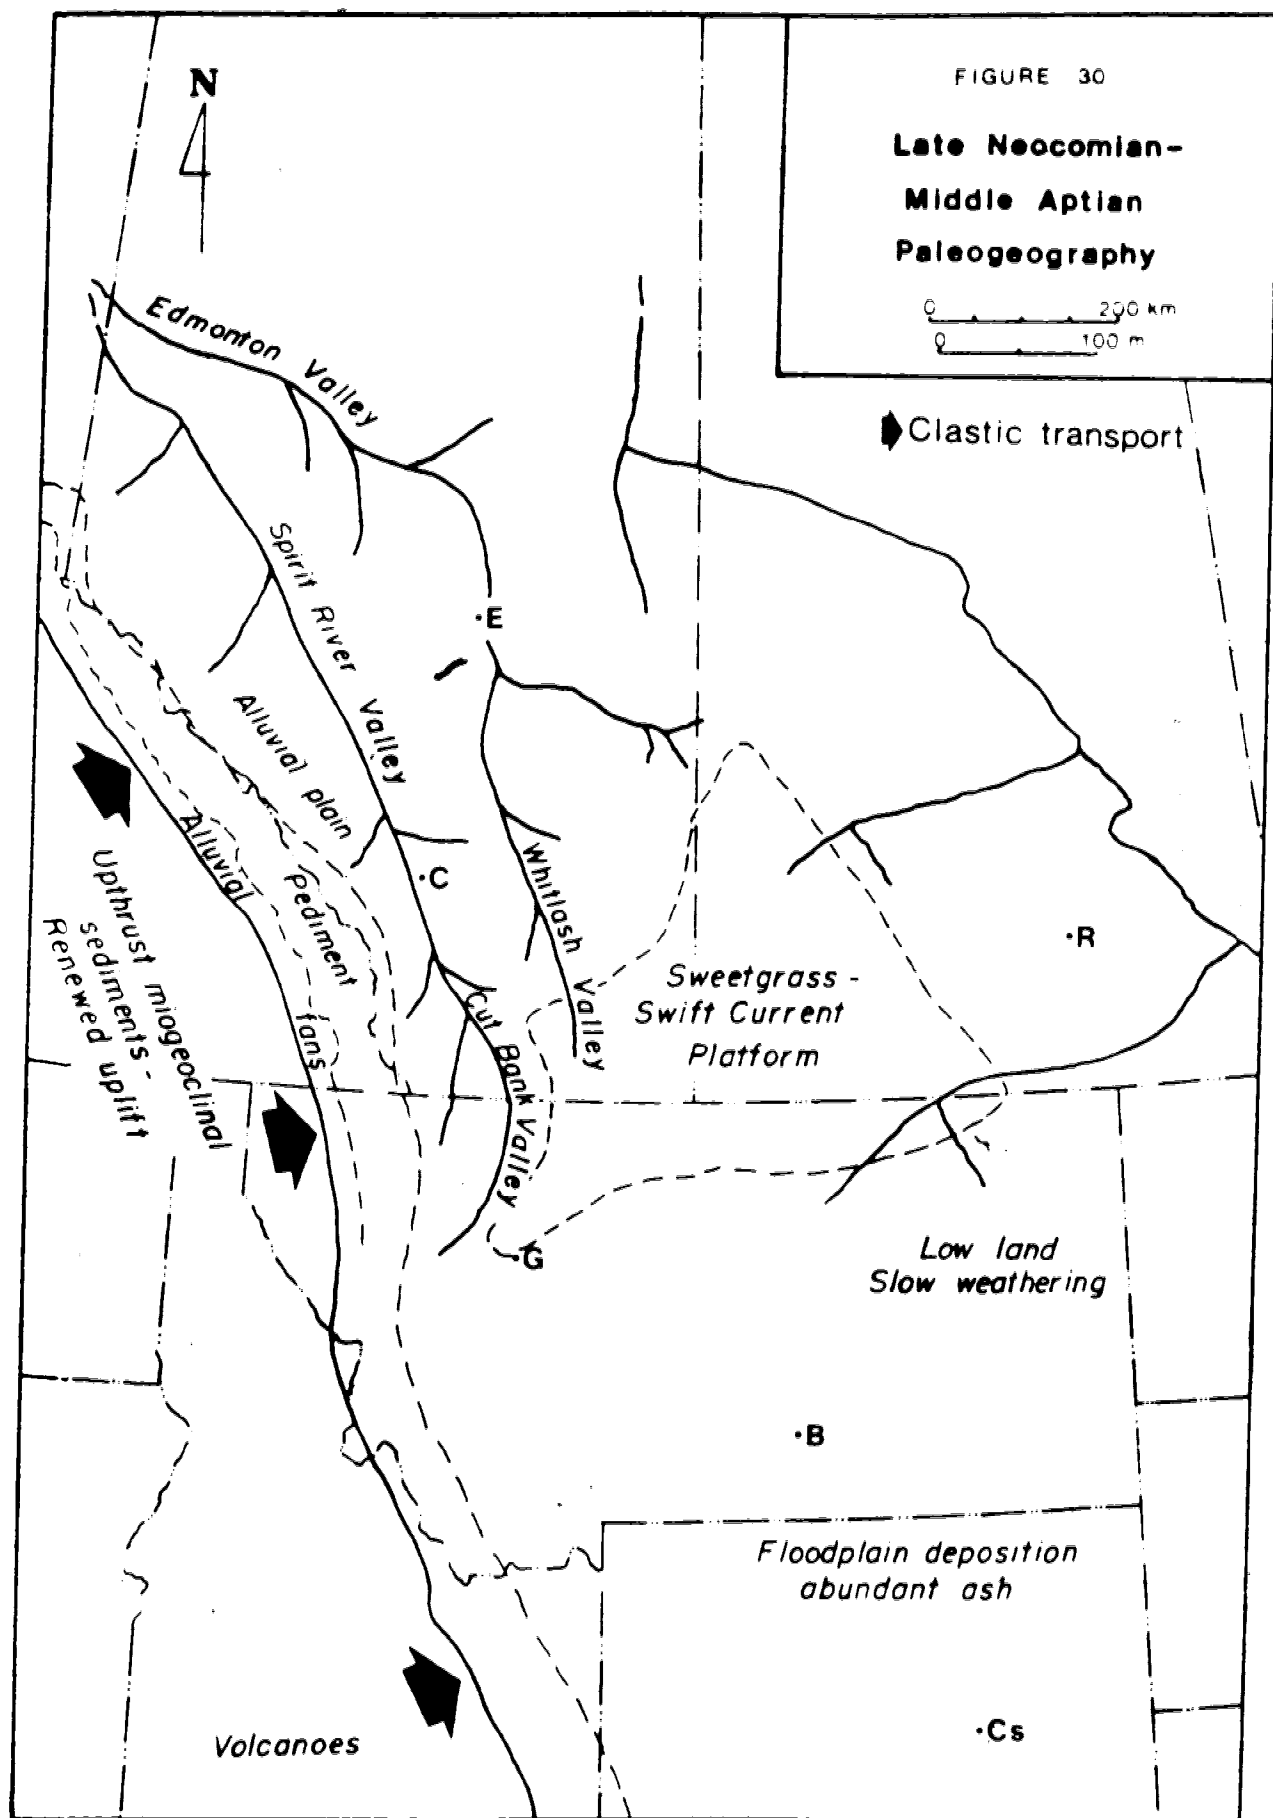 FIGURE 30
Late Neocomian-
Middle Aptian
Paleogeography
0 200 km
0 100 m
Clastic transport
N
Edmonton Valley
Spirit River Valley
E
Alluvial plain
Alluvial fans
Pediment
C
Whitlash Valley
R
Upthrust miogeoclinal
sediments -
Renewed uplift
Sweetgrass -
Swift Current
Platform
Cut Bank Valley
G
Low land
Slow weathering
B
Floodplain deposition
abundant ash
Cs
Volcanoes